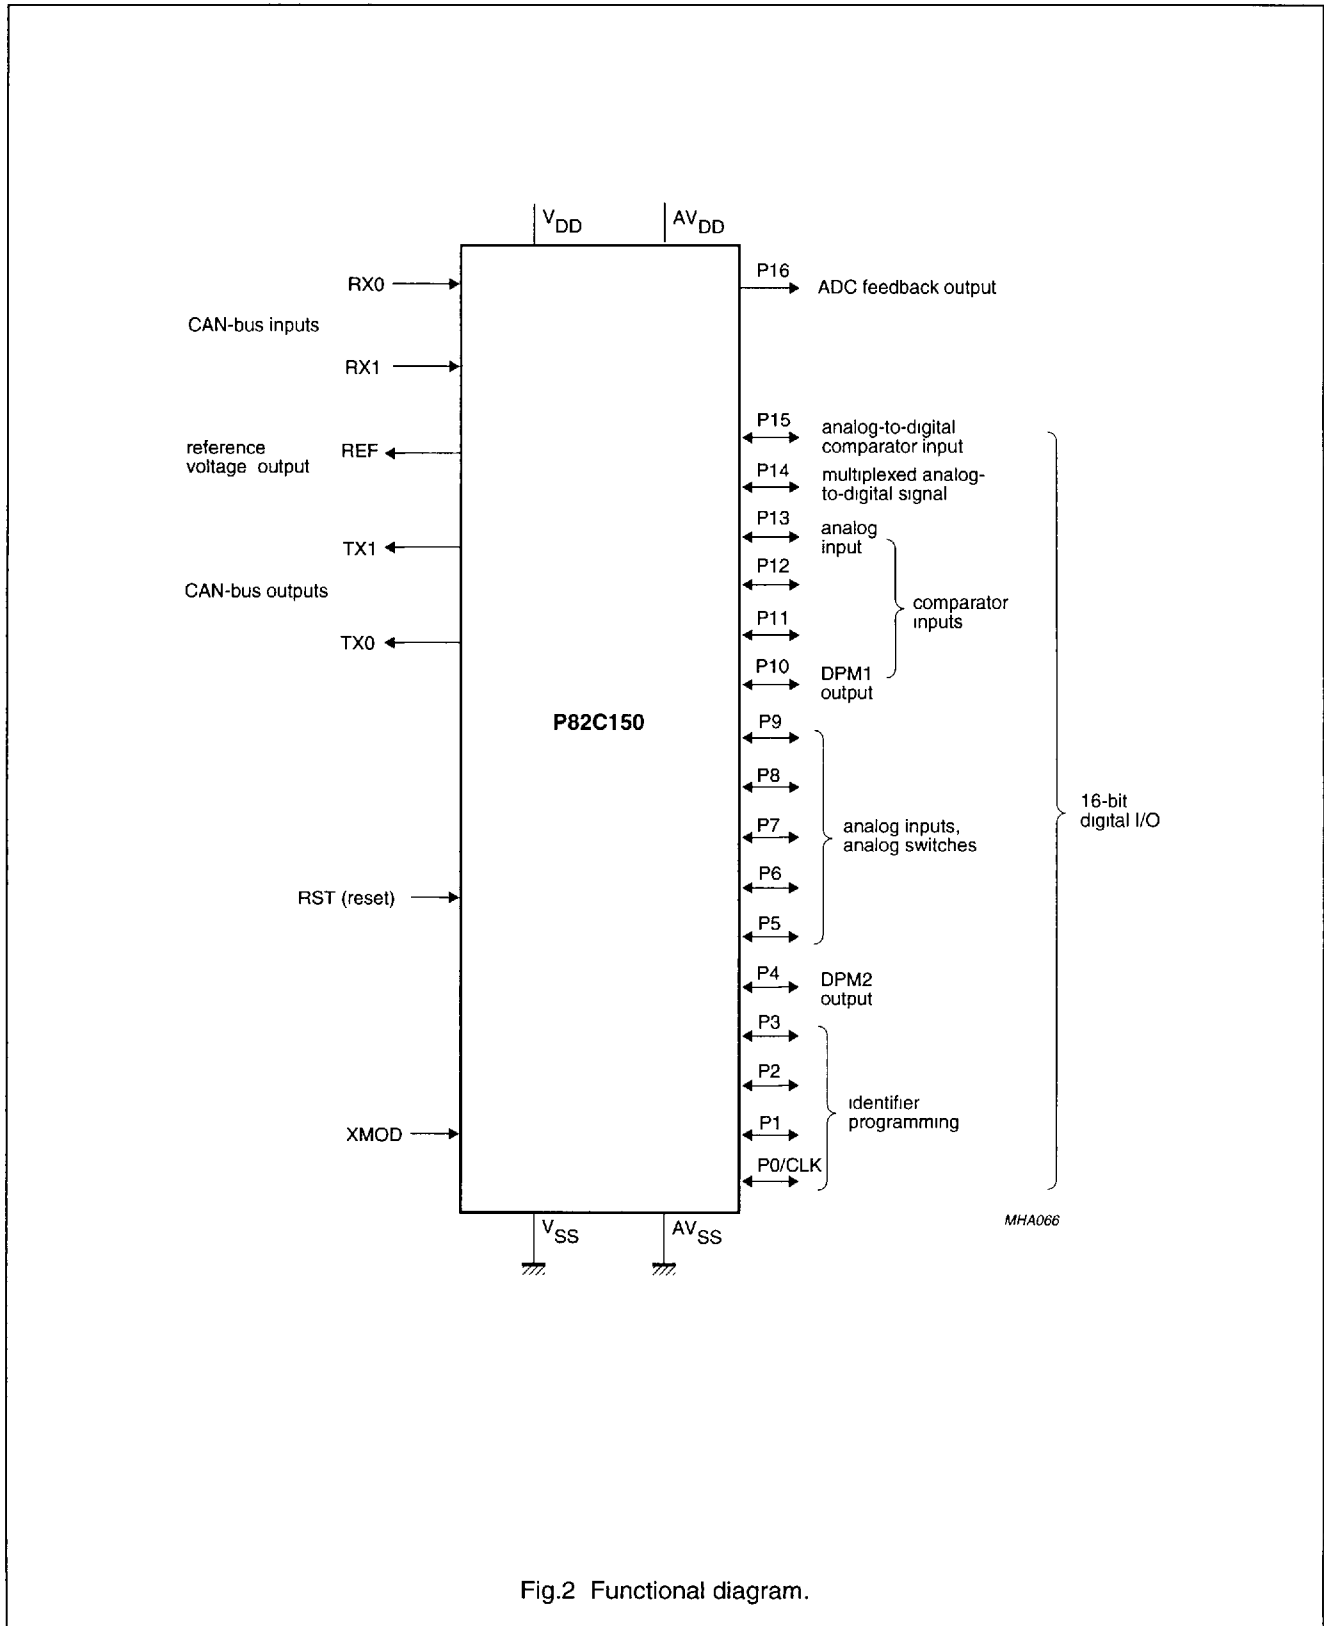 VDD
AVDD
RX0
CAN-bus inputs
RX1
reference
voltage output
REF
TX1
CAN-bus outputs
TX0
RST (reset)
XMOD
P82C150
P16
ADC feedback output
P15
analog-to-digital
comparator input
P14
multiplexed analog-
to-digital signal
P13
analog
input
P12
P11
comparator
inputs
P10
DPM1
output
P9
P8
P7
analog inputs,
analog switches
P6
P5
P4
DPM2
output
P3
P2
P1
identifier
programming
P0/CLK
16-bit
digital I/O
VSS
AVSS
MHA066
Fig.2 Functional diagram.